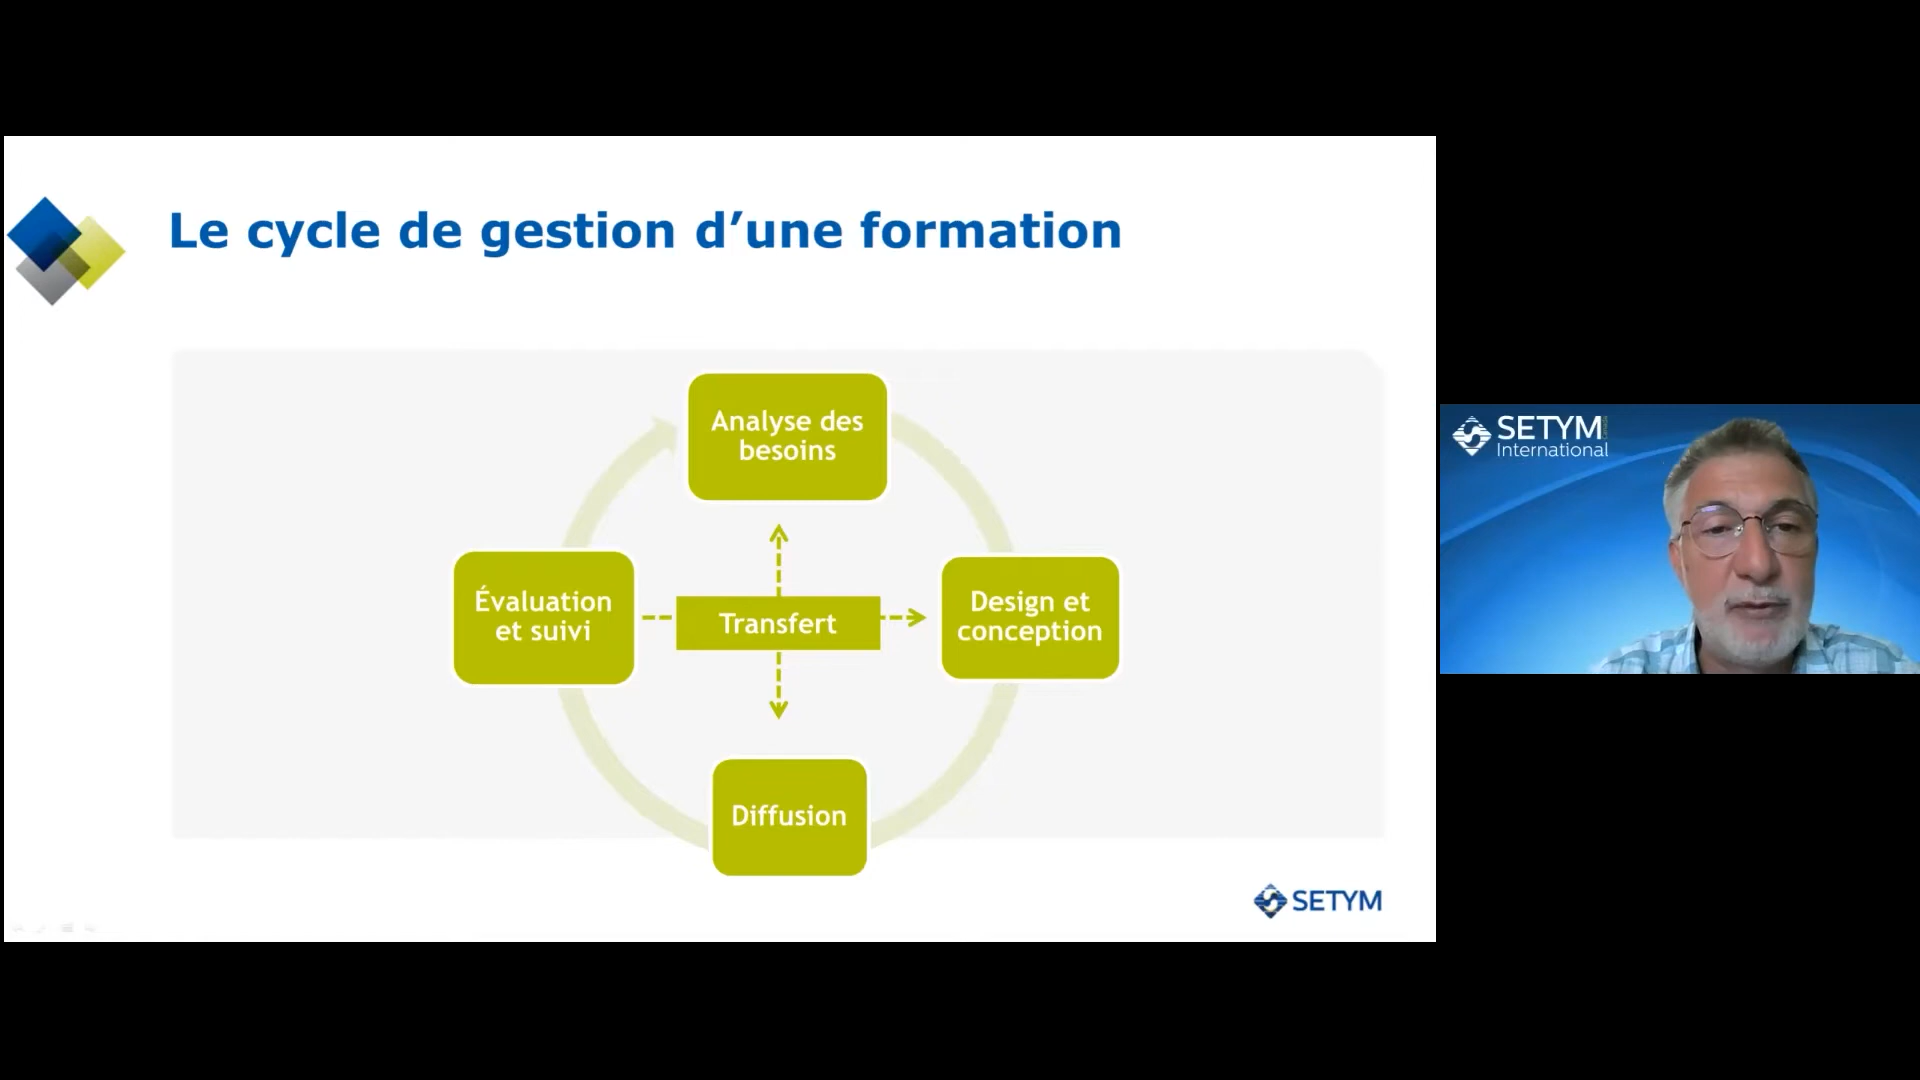 Le cycle de gestion d’une formation
Analyse des
besoins
Évaluation
et suivi
Transfert
Design et
conception
Diffusion
SETYM
SETYM
International